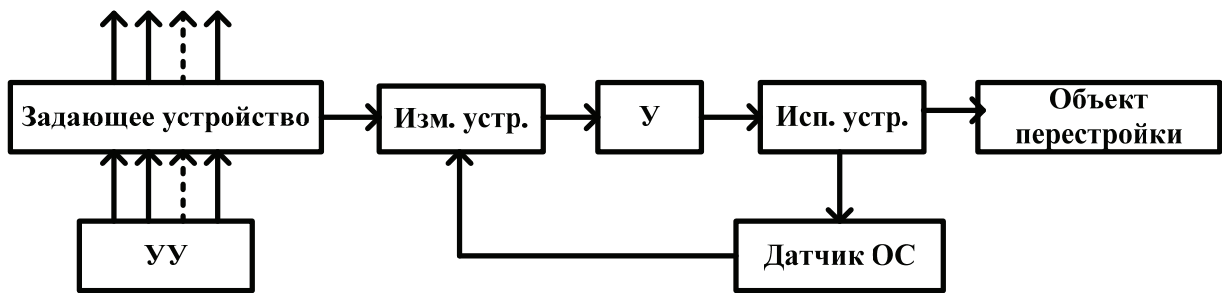 Задающее устройство
Изм. устр.
У
Исп. устр.
Объект
перестройки
УУ
Датчик ОС